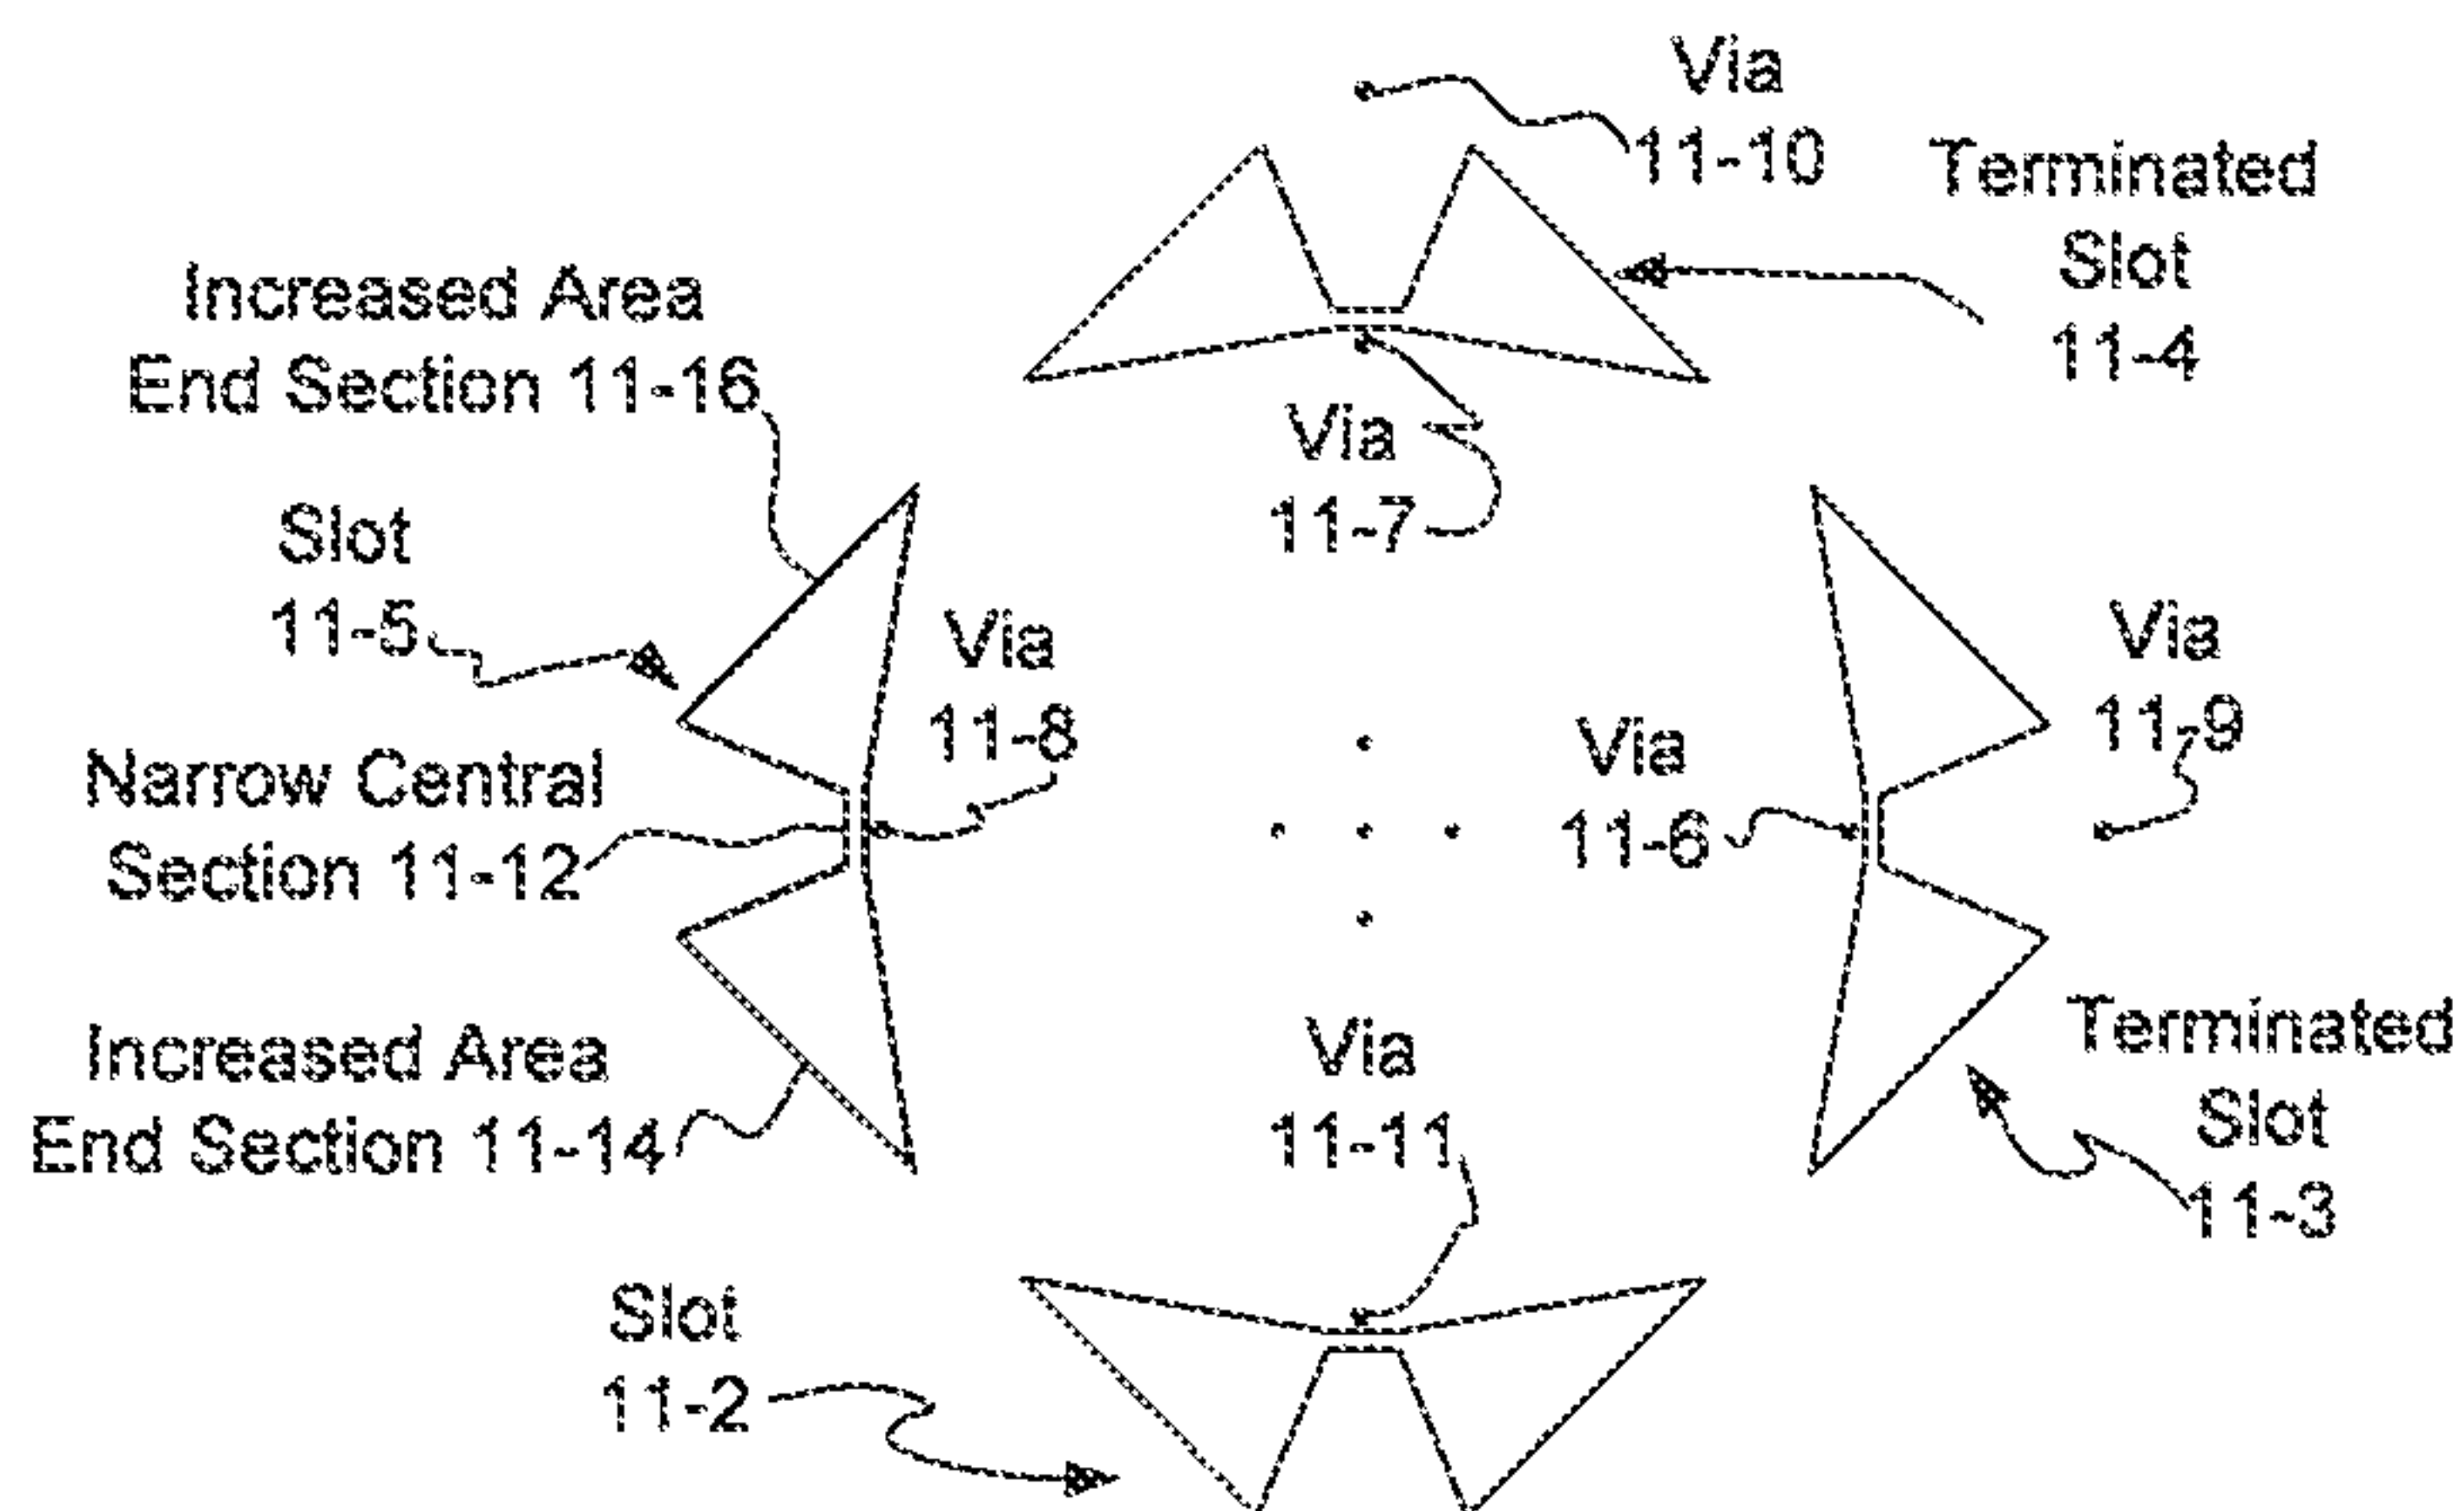 Via
11-10
Terminated
Slot
11-4
Increased Area
End Section 11-16
Via
11-7
Slot
11-5
Via
11-8
Via
11-9
Via
11-6
Narrow Central
Section 11-12
Increased Area
End Section 11-14
Via
11-11
Terminated
Slot
11-3
Slot
11-2